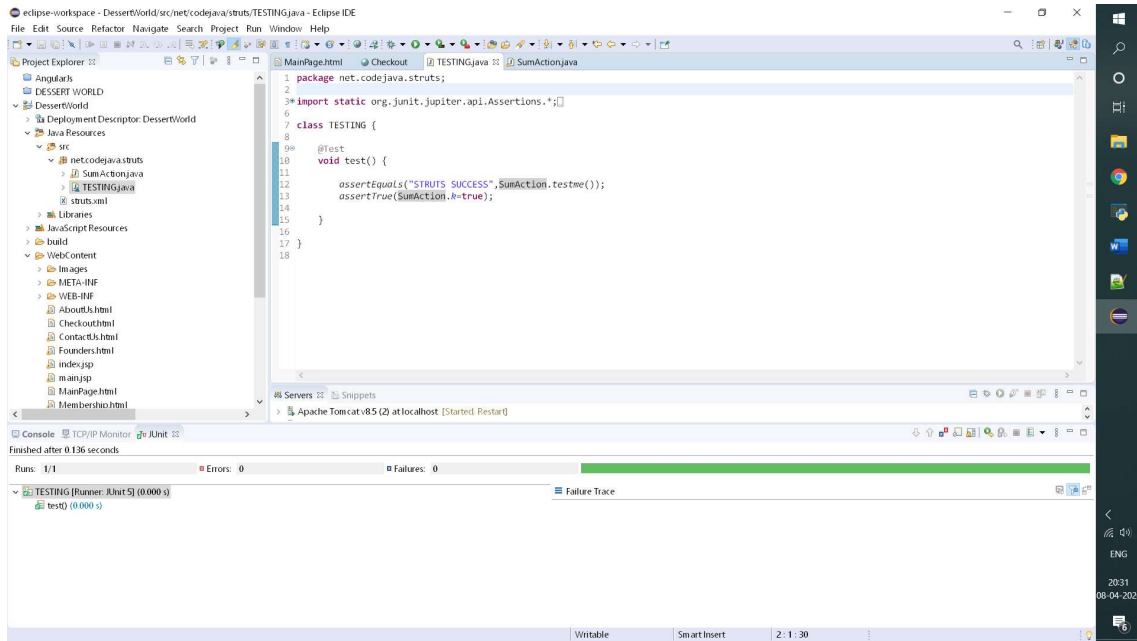 eclipse-workspace - DessertWorld/src/net/codejava/struts/TESTING.java - Eclipse IDE
File Edit Source Refactor Navigate Search Project Run Window Help
Project Explorer
MainPage.html Checkout TESTING.java SumAction.java
AngularJs
DESSERT WORLD
DessertWorld
Deployment Descriptor: DessertWorld
Java Resources
src
net.codejava.struts
SumAction.java
TESTING.java
struts.xml
Libraries
JavaScript Resources
build
WebContent
Images
META-INF
WEB-INF
AboutUs.html
Checkout.html
ContactUs.html
Founders.html
index.jsp
main.jsp
MainPage.html
Membership.html
1 package net.codejava.struts;
2
3 import static org.junit.jupiter.api.Assertions.*;
6
7 class TESTING {
8
9 @Test
10 void test() {
11
12 assertEquals("STRUTS SUCCESS",SumAction.testme());
13 assertTrue(SumAction.k=true);
14
15 }
16
17 }
18
Servers Snippets
Apache Tomcat v8.5 (2) at localhost [Started, Restart]
Console TCP/IP Monitor JUnit
Finished after 0.136 seconds
Runs: 1/1 Errors: 0 Failures: 0
TESTING [Runner: JUnit 5] (0.000 s)
test() (0.000 s)
Failure Trace
Writable Smart Insert 2 : 1 : 30
ENG
20:31
08-04-202
6